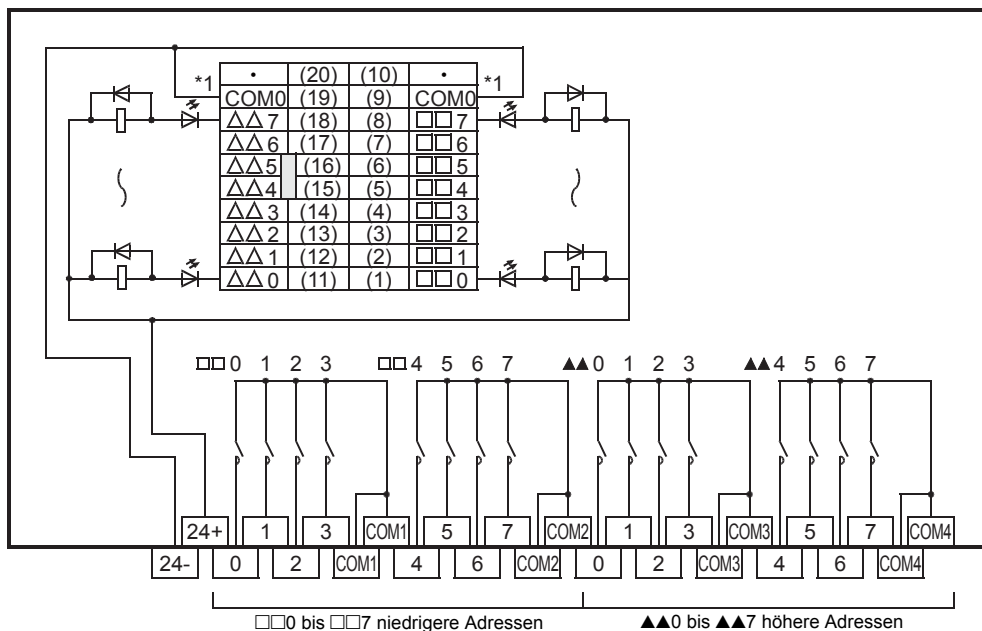 *1 • (20) (10) • *1
COM0 (19) (9) COM0
△△7 (18) (8) □□7
△△6 (17) (7) □□6
△△5 (16) (6) □□5
△△4 (15) (5) □□4
△△3 (14) (4) □□3
△△2 (13) (3) □□2
△△1 (12) (2) □□1
△△0 (11) (1) □□0
□□0 1 2 3 □□4 5 6 7 ▲▲0 1 2 3 ▲▲4 5 6 7
24+ 1 3 COM1 5 7 COM2 1 3 COM3 5 7 COM4
24- 0 2 COM1 4 6 COM2 0 2 COM3 4 6 COM4
□□0 bis □□7 niedrigere Adressen ▲▲0 bis ▲▲7 höhere Adressen